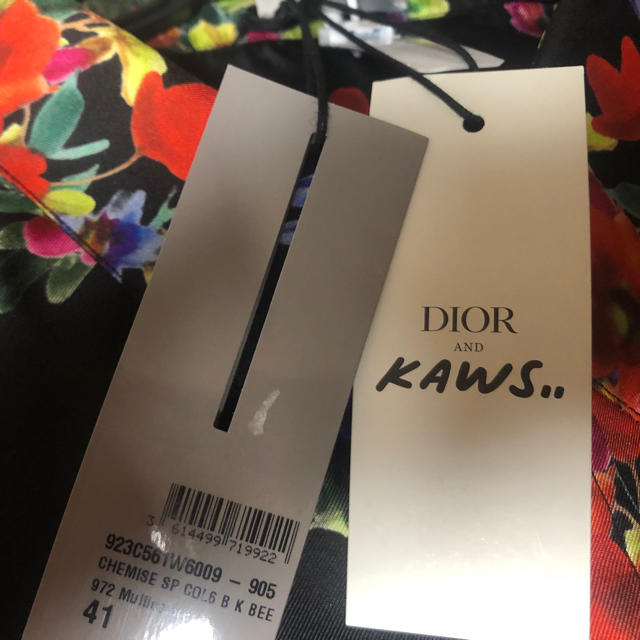 DIOR
AND
KAWS..
3 614499 719922
923C561W6009 - 905
CHEMISE SP COL6 B K BEE
972
41